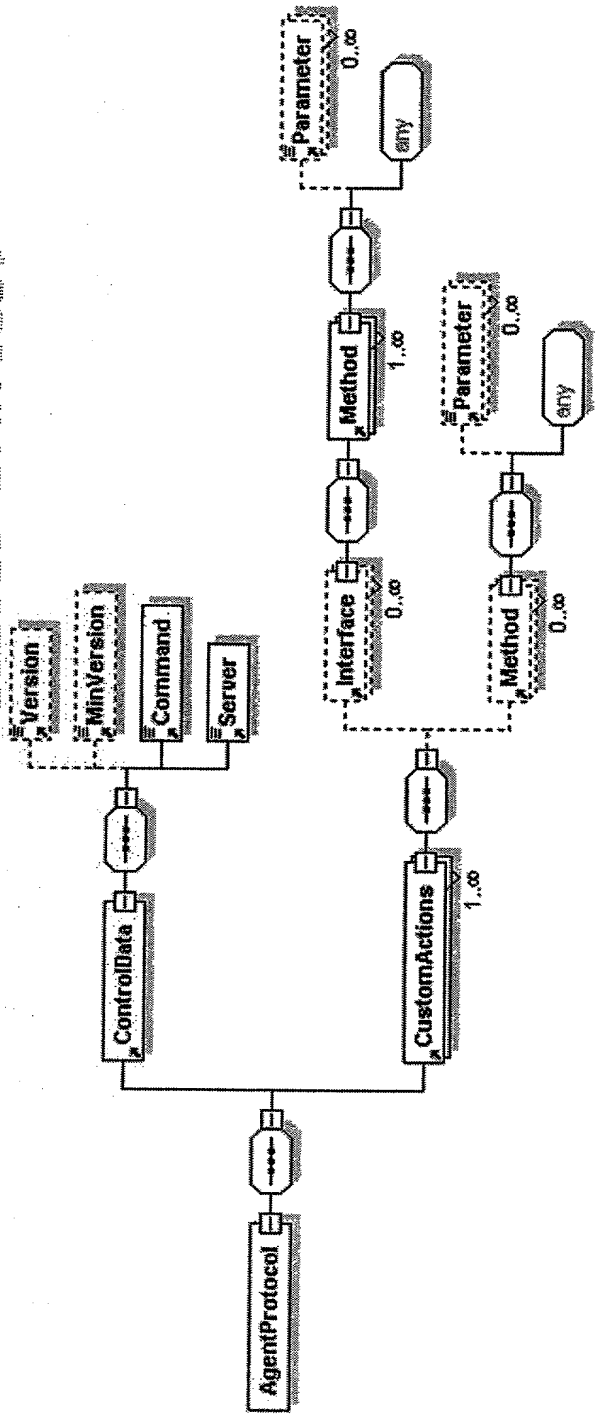 AgentProtocol
ControlData
Version
MinVersion
Command
Server
CustomActions
1..∞
Interface
0..∞
Method
1..∞
Parameter
0..∞
any
Method
0..∞
Parameter
0..∞
any